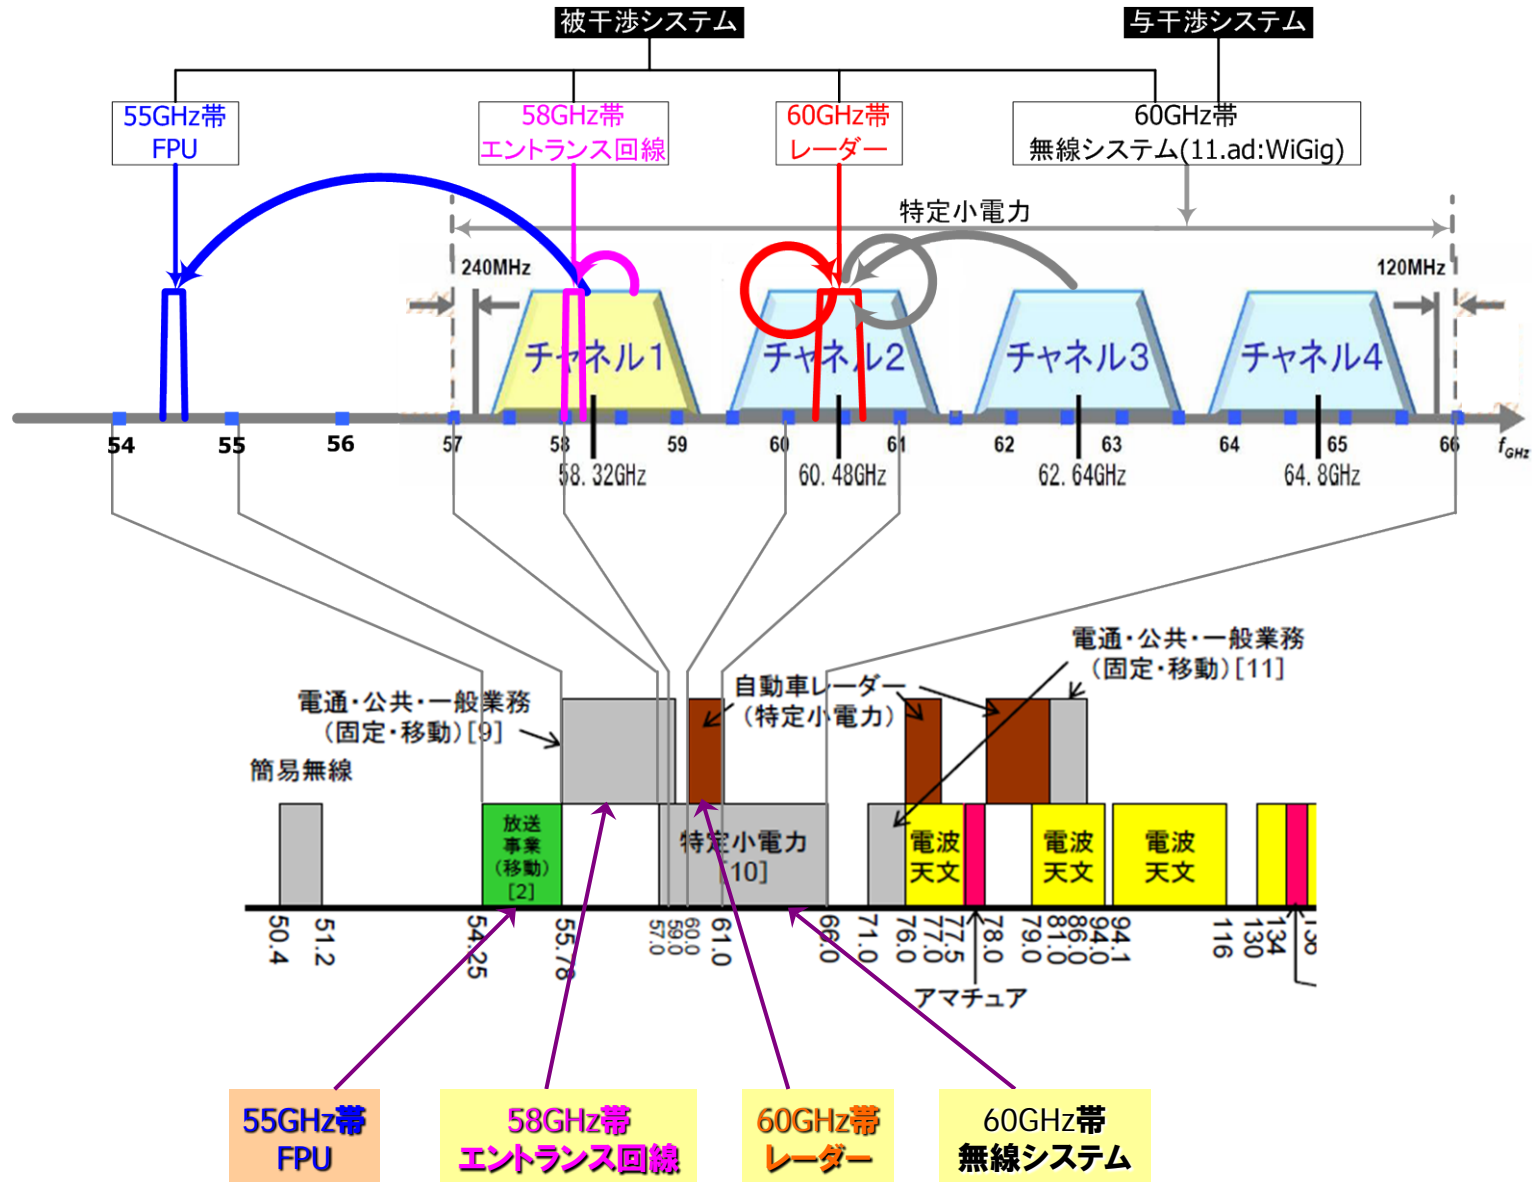 被干渉システム
与干渉システム
55GHz帯
FPU
58GHz帯
エントランス回線
60GHz帯
レーダー
60GHz帯
無線システム(11.ad:WiGig)
特定小電力
240MHz
120MHz
チャネル1
チャネル2
チャネル3
チャネル4
54
55
56
57
58
59
60
61
62
63
64
65
66
fGHz
58.32GHz
60.48GHz
62.64GHz
64.8GHz
電通・公共・一般業務
(固定・移動)[11]
自動車レーダー
(特定小電力)
電通・公共・一般業務
(固定・移動)[9]
簡易無線
放送
事業
(移動)
[2]
特定小電力
[10]
電波
天文
電波
天文
電波
天文
50.4
51.2
54.25
55.78
57.0
59.0
60.0
61.0
66.0
71.0
76.0
77.0
77.5
78.0
79.0
81.0
86.0
94.0
94.1
116
130
134
アマチュア
55GHz帯
FPU
58GHz帯
エントランス回線
60GHz帯
レーダー
60GHz帯
無線システム